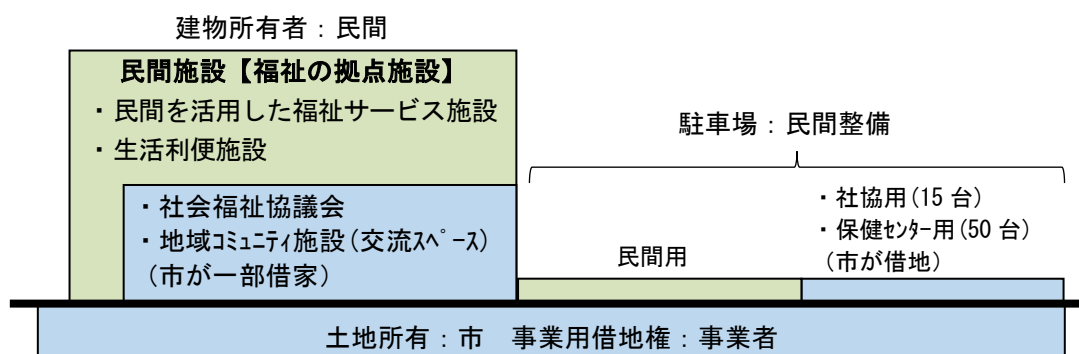 建物所有者：民間
民間施設【福祉の拠点施設】
・民間を活用した福祉サービス施設
・生活利便施設
・社会福祉協議会
・地域ｺﾐｭﾆﾃｨ施設（交流ｽﾍﾟｰｽ）
（市が一部借家）
駐車場：民間整備
民間用
・社協用（15 台）
・保健ｾﾝﾀｰ用（50 台）
（市が借地）
土地所有：市　事業用借地権：事業者